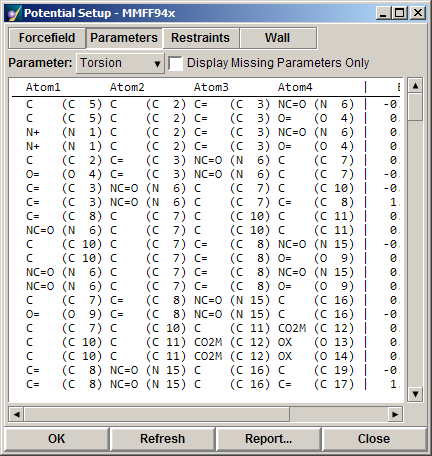 Potential Setup - MMFF94x
Forcefield Parameters Restraints Wall
Parameter: Torsion Display Missing Parameters Only
Atom1 Atom2 Atom3 Atom4 |
C (C 5) C (C 2) C= (C 3) NC=O (N 6) | -0.
C (C 5) C (C 2) C= (C 3) O= (O 4) | 0.
N+ (N 1) C (C 2) C= (C 3) NC=O (N 6) | 0.
N+ (N 1) C (C 2) C= (C 3) O= (O 4) | 0.
C (C 2) C= (C 3) NC=O (N 6) C (C 7) | 0.
O= (O 4) C= (C 3) NC=O (N 6) C (C 7) | -0.
C= (C 3) NC=O (N 6) C (C 7) C (C 10) | -0.
C= (C 3) NC=O (N 6) C (C 7) C= (C 8) | 1.
C= (C 8) C (C 7) C (C 10) C (C 11) | 0.
NC=O (N 6) C (C 7) C (C 10) C (C 11) | 0.
C (C 10) C (C 7) C= (C 8) NC=O (N 15) | -0.
C (C 10) C (C 7) C= (C 8) O= (O 9) | 0.
NC=O (N 6) C (C 7) C= (C 8) NC=O (N 15) | 0.
NC=O (N 6) C (C 7) C= (C 8) O= (O 9) | 0.
C (C 7) C= (C 8) NC=O (N 15) C (C 16) | 0.
O= (O 9) C= (C 8) NC=O (N 15) C (C 16) | -0.
C (C 7) C (C 10) C (C 11) CO2M (C 12) | 0.
C (C 10) C (C 11) CO2M (C 12) OX (O 13) | 0.
C (C 10) C (C 11) CO2M (C 12) OX (O 14) | 0.
C= (C 8) NC=O (N 15) C (C 16) C (C 19) | -0.
C= (C 8) NC=O (N 15) C (C 16) C= (C 17) | 1.
OK Refresh Report... Close